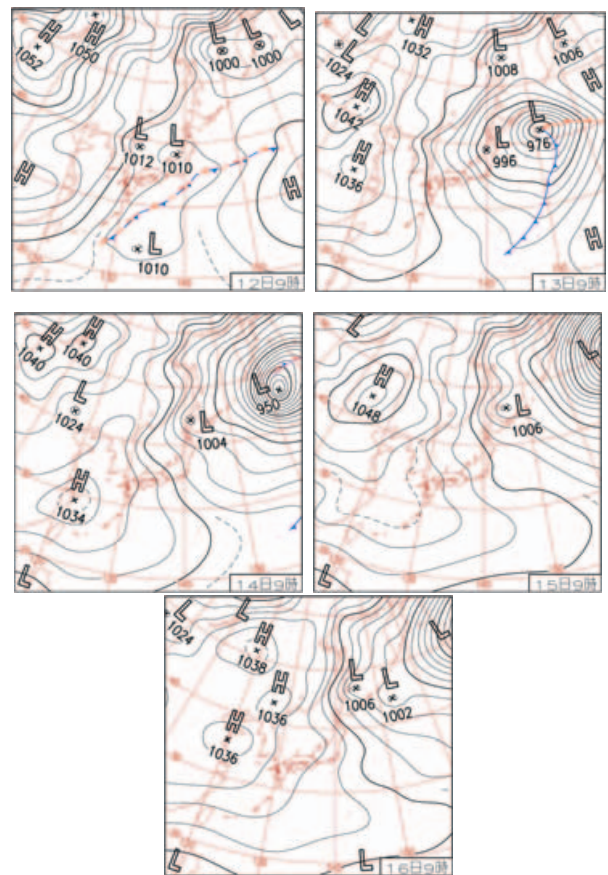 H H L L L
1052 1050 1000 1000
L L
1012 1010
H H
L
1010
12日9時
H L L
1032 1008 1006
L
1024
H H
1042
L
976
L
996
H
1036
H
13日9時
H H
1040 1040
L
950
L
1024
L
1004
H
1034
L
14日9時
L L
H
1048
L
1006
L
15日9時
L L L
1024
H
1038
H L L
1036 1006 1002
H
1036
L L
16日9時